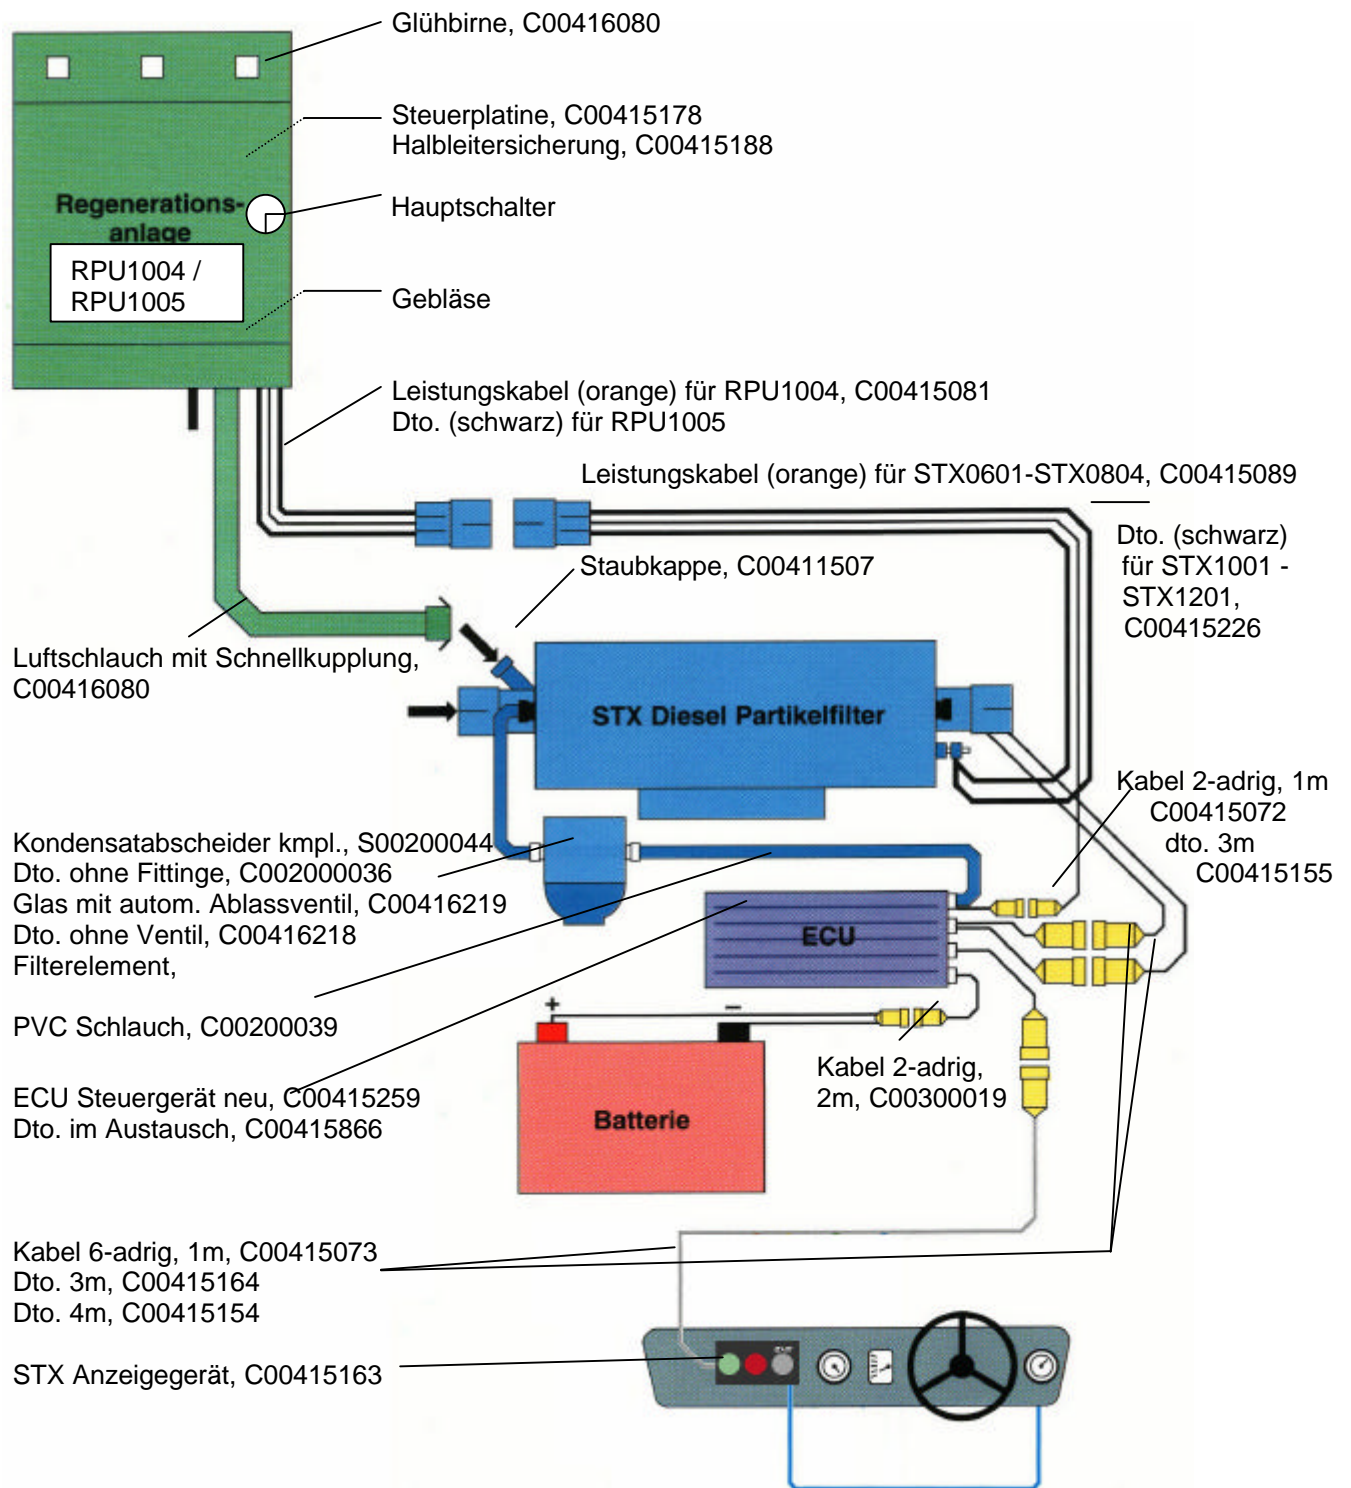 Glühbirne, C00416080
Steuerplatine, C00415178
Halbleitersicherung, C00415188
Regenerations-
anlage
Hauptschalter
RPU1004 /
RPU1005
Gebläse
Leistungskabel (orange) für RPU1004, C00415081
Dto. (schwarz) für RPU1005
Leistungskabel (orange) für STX0601-STX0804, C00415089
Dto. (schwarz)
für STX1001 -
STX1201,
C00415226
Staubkappe, C00411507
Luftschlauch mit Schnellkupplung,
C00416080
STX Diesel Partikelfilter
Kabel 2-adrig, 1m
C00415072
dto. 3m
C00415155
Kondensatabscheider kmpl., S00200044
Dto. ohne Fittinge, C002000036
Glas mit autom. Ablassventil, C00416219
Dto. ohne Ventil, C00416218
Filterelement,
ECU
PVC Schlauch, C00200039
+ –
Kabel 2-adrig,
2m, C00300019
ECU Steuergerät neu, C00415259
Dto. im Austausch, C00415866
Batterie
Kabel 6-adrig, 1m, C00415073
Dto. 3m, C00415164
Dto. 4m, C00415154
STX Anzeigegerät, C00415163